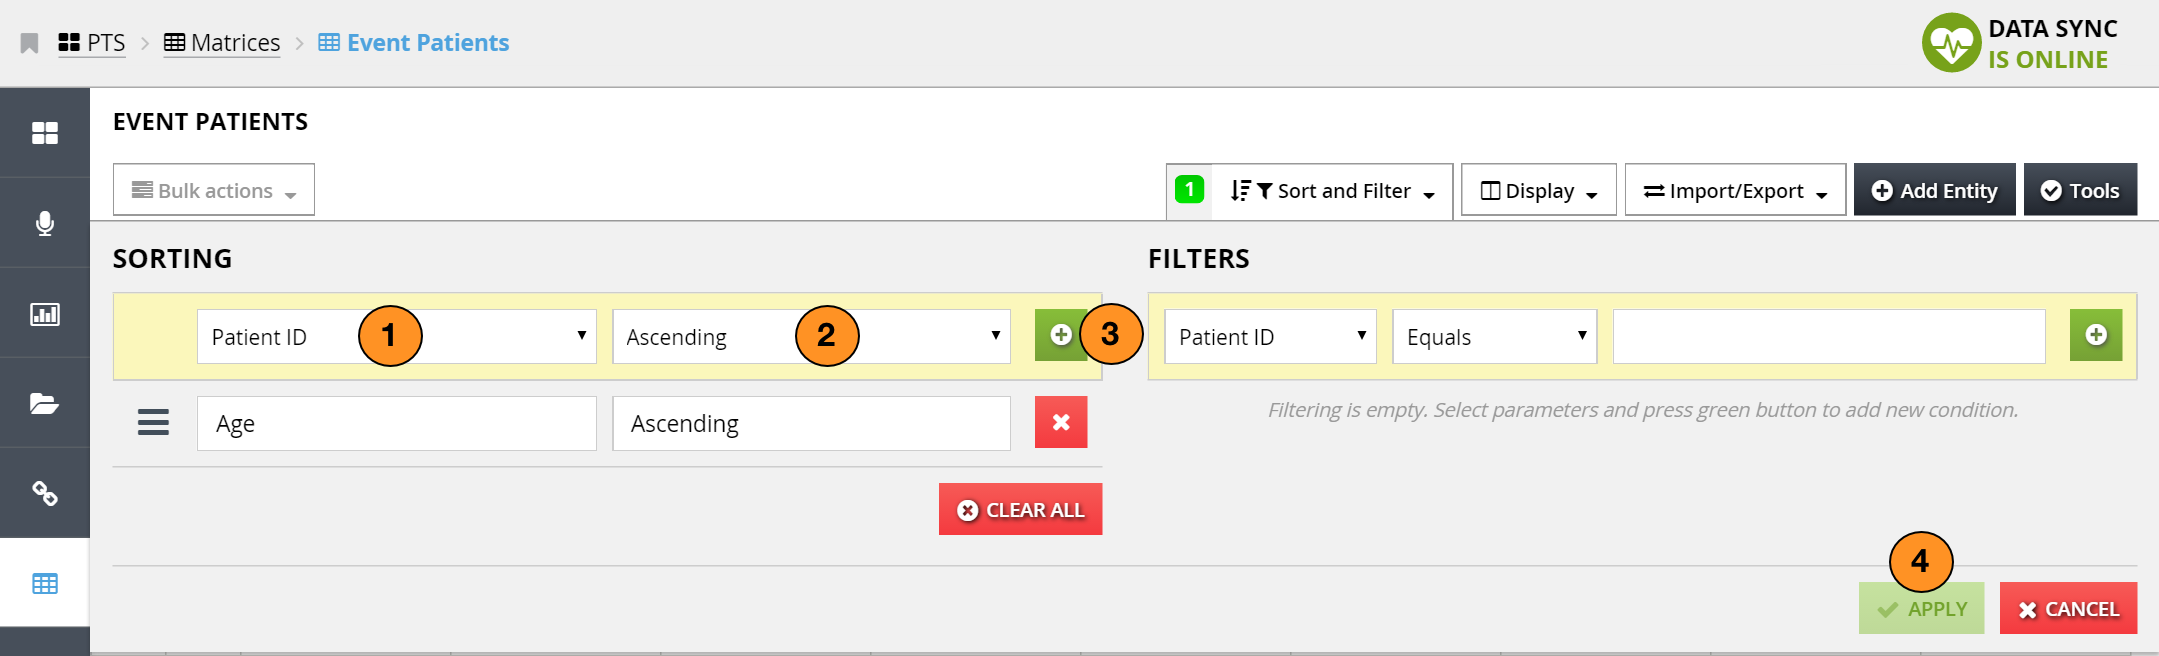 PTS Matrices Event Patients
DATA SYNC
IS ONLINE
EVENT PATIENTS
Bulk actions 1 Sort and Filter Display Import/Export Add Entity Tools
SORTING FILTERS
Patient ID 1 Ascending 2 3 Patient ID Equals
Age Ascending Filtering is empty. Select parameters and press green button to add new condition.
CLEAR ALL
4
APPLY CANCEL